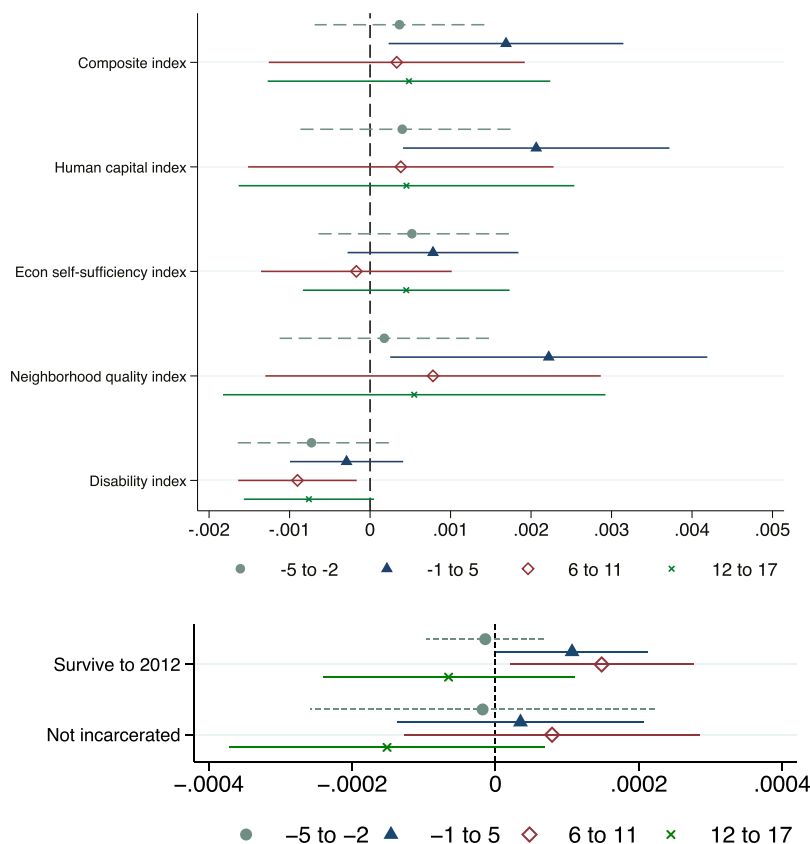 Composite index
Human capital index
Econ self-sufficiency index
Neighborhood quality index
Disability index
-.002 -.001 0 .001 .002 .003 .004 .005
-5 to -2 -1 to 5 6 to 11 12 to 17
Survive to 2012
Not incarcerated
−.0004 −.0002 0 .0002 .0004
−5 to −2 −1 to 5 6 to 11 12 to 17